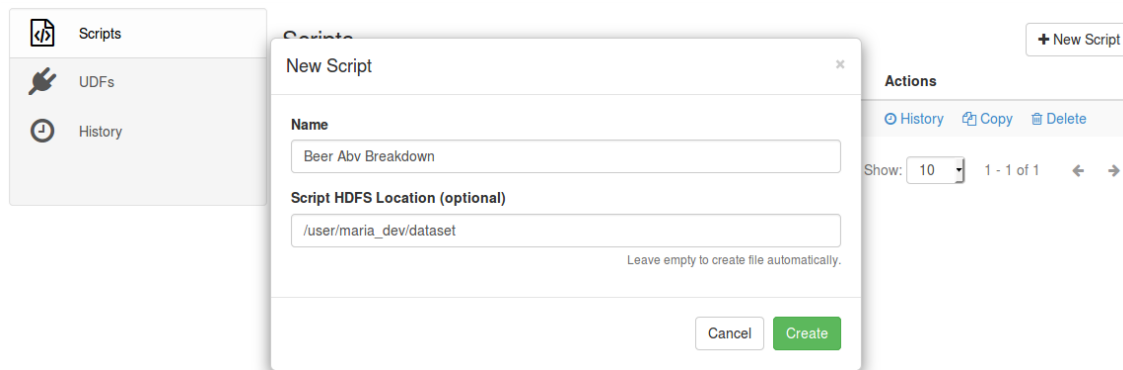 Scripts
UDFs
History
Scripts
+ New Script
New Script
×
Name
Beer Abv Breakdown
Script HDFS Location (optional)
/user/maria_dev/dataset
Leave empty to create file automatically.
Cancel Create
Actions
History Copy Delete
Show: 10 1 - 1 of 1